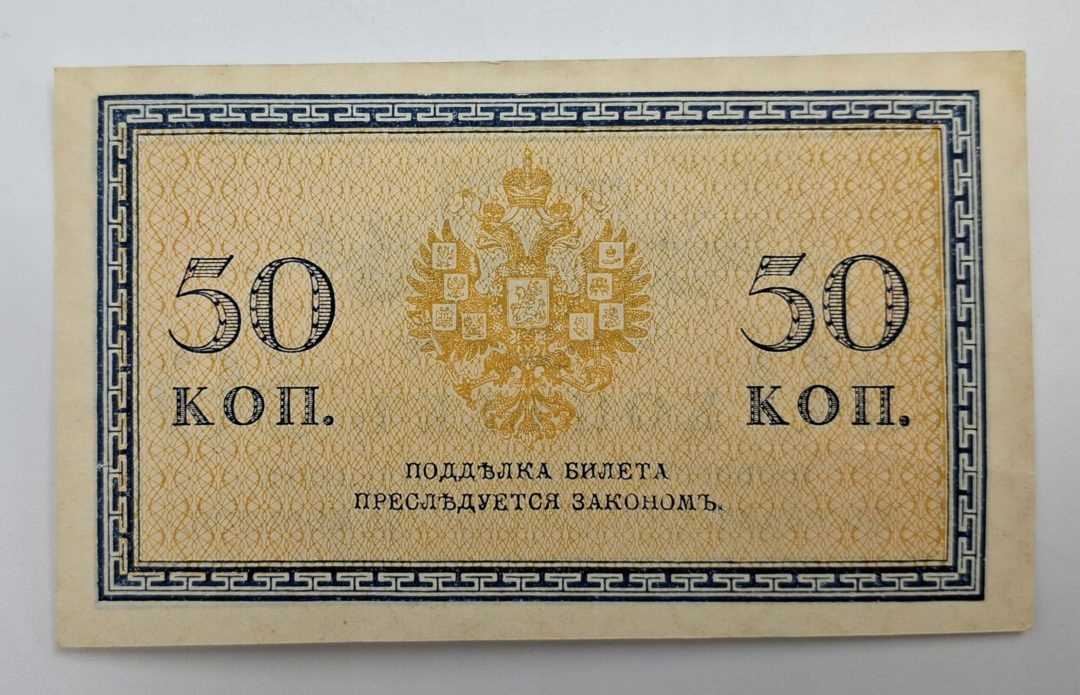 50 50
КОП. КОП.
ПОДДѢЛКА БИЛЕТА
ПРЕСЛѢДУЕТСЯ ЗАКОНОМЪ.